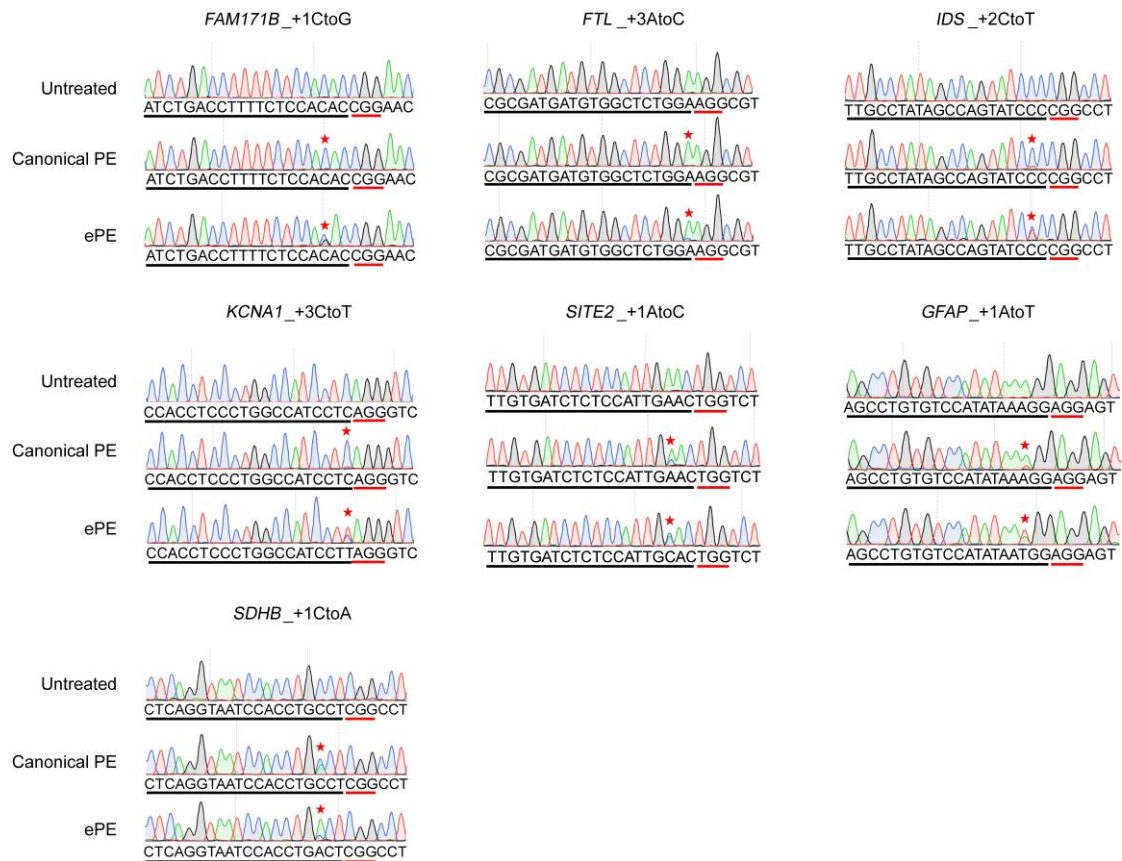 FAM171B_+1CtoG FTL_+3AtoC IDS_+2CtoT
Untreated
ATCTGACCTTTTCTCCACACCGGAAC CGCGATGATGTGGCTCTGGAAGGCGT TTGCCTATAGCCAGTATCCCCGGCCT
Canonical PE
ATCTGACCTTTTCTCCACACCGGAAC CGCGATGATGTGGCTCTGGAAGGCGT TTGCCTATAGCCAGTATCCCCGGCCT
ePE
ATCTGACCTTTTCTCCACACCGGAAC CGCGATGATGTGGCTCTGGAAGGCGT TTGCCTATAGCCAGTATCCCCGGCCT
KCNA1_+3CtoT SITE2_+1AtoC GFAP_+1AtoT
Untreated
CCACCTCCCTGGCCATCCTCAGGGTC TTGTGATCTCTCCATTGAACTGGTCT AGCCTGTGTCCATATAAAGGAGGAGT
Canonical PE
CCACCTCCCTGGCCATCCTCAGGGTC TTGTGATCTCTCCATTGAACTGGTCT AGCCTGTGTCCATATAAAGGAGGAGT
ePE
CCACCTCCCTGGCCATCCTTAGGGTC TTGTGATCTCTCCATTGCACTGGTCT AGCCTGTGTCCATATAATGGAGGAGT
SDHB_+1CtoA
Untreated
CTCAGGTAATCCACCTGCCTCGGCCT
Canonical PE
CTCAGGTAATCCACCTGCCTCGGCCT
ePE
CTCAGGTAATCCACCTGACTCGGCCT